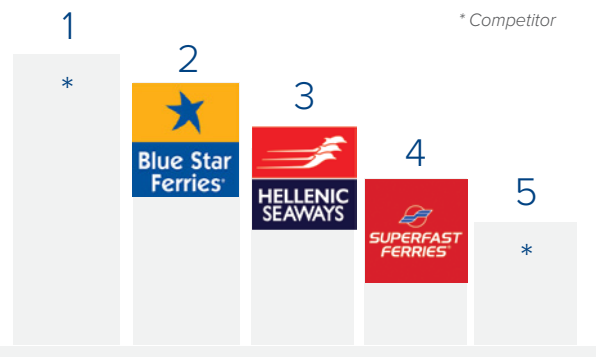 * Competitor
1
*
2
Blue Star
Ferries
3
HELLENIC
SEAWAYS
4
SUPERFAST
FERRIES
5
*